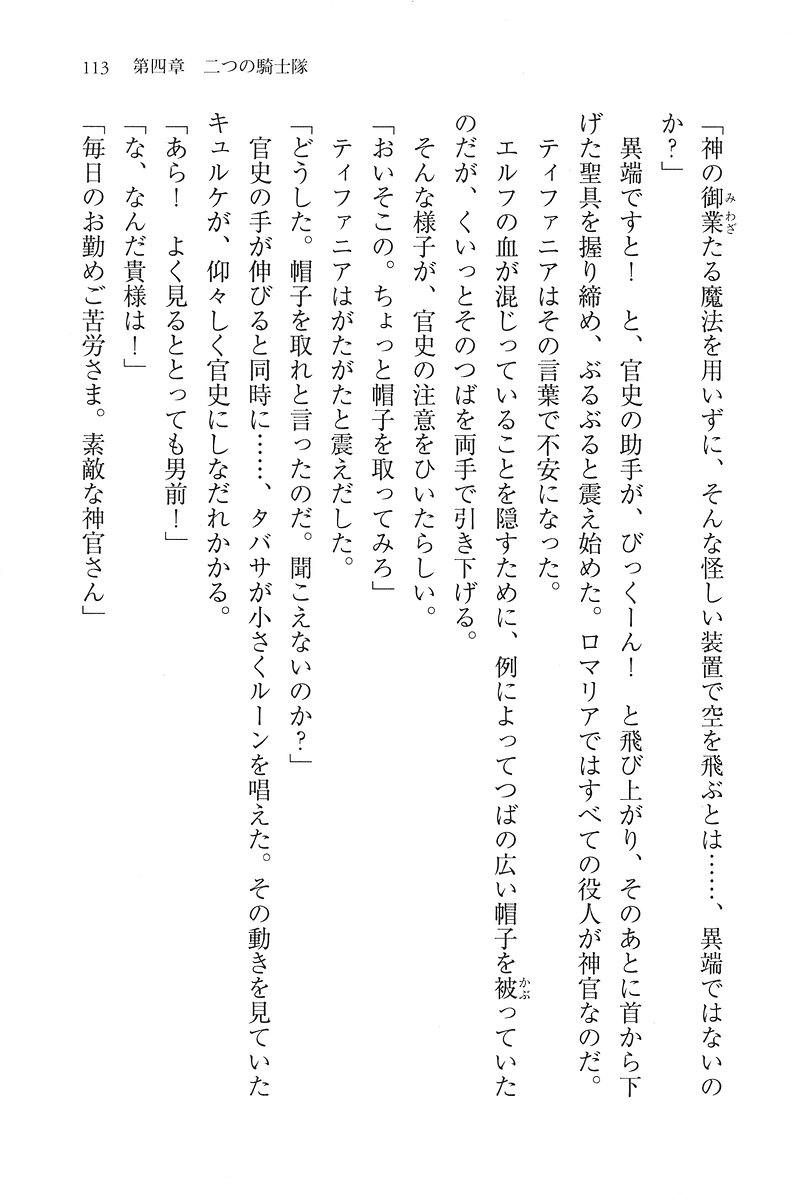 113　第四章　二つの騎士隊
「神の御業たる魔法を用いずに、そんな怪しい装置で空を飛ぶとは……、異端ではないの
か？」
　異端ですと！　と、官吏の助手が、びっくーん！　と飛び上がり、そのあとに首から下
げた聖具を握り締め、ぶるぶると震え始めた。ロマリアではすべての役人が神官なのだ。
　ティファニアはその言葉で不安になった。
　エルフの血が混じっていることを隠すために、例によってつばの広い帽子を被っていた
のだが、くいっとそのつばを両手で引き下げる。
　そんな様子が、官吏の注意をひいたらしい。
「おいそこの。ちょっと帽子を取ってみろ」
　ティファニアはがたがたと震えだした。
「どうした。帽子を取れと言ったのだ。聞こえないのか？」
　官吏の手が伸びると同時に……、タバサが小さくルーンを唱えた。その動きを見ていた
キュルケが、仰々しく官吏にしなだれかかる。
「あら！　よく見るととっても男前！」
「な、なんだ貴様は！」
「毎日のお勤めご苦労さま。素敵な神官さん」